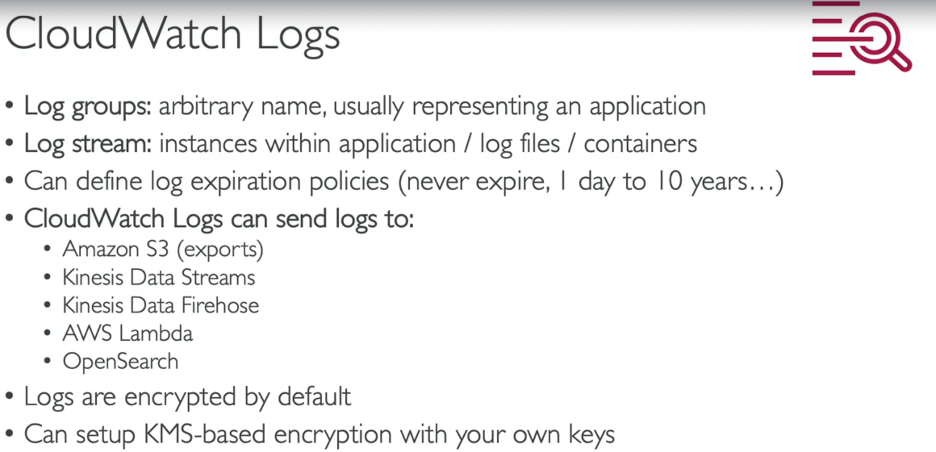 CloudWatch Logs
• Log groups: arbitrary name, usually representing an application
• Log stream: instances within application / log files / containers
• Can define log expiration policies (never expire, 1 day to 10 years…)
• CloudWatch Logs can send logs to:
• Amazon S3 (exports)
• Kinesis Data Streams
• Kinesis Data Firehose
• AWS Lambda
• OpenSearch
• Logs are encrypted by default
• Can setup KMS-based encryption with your own keys